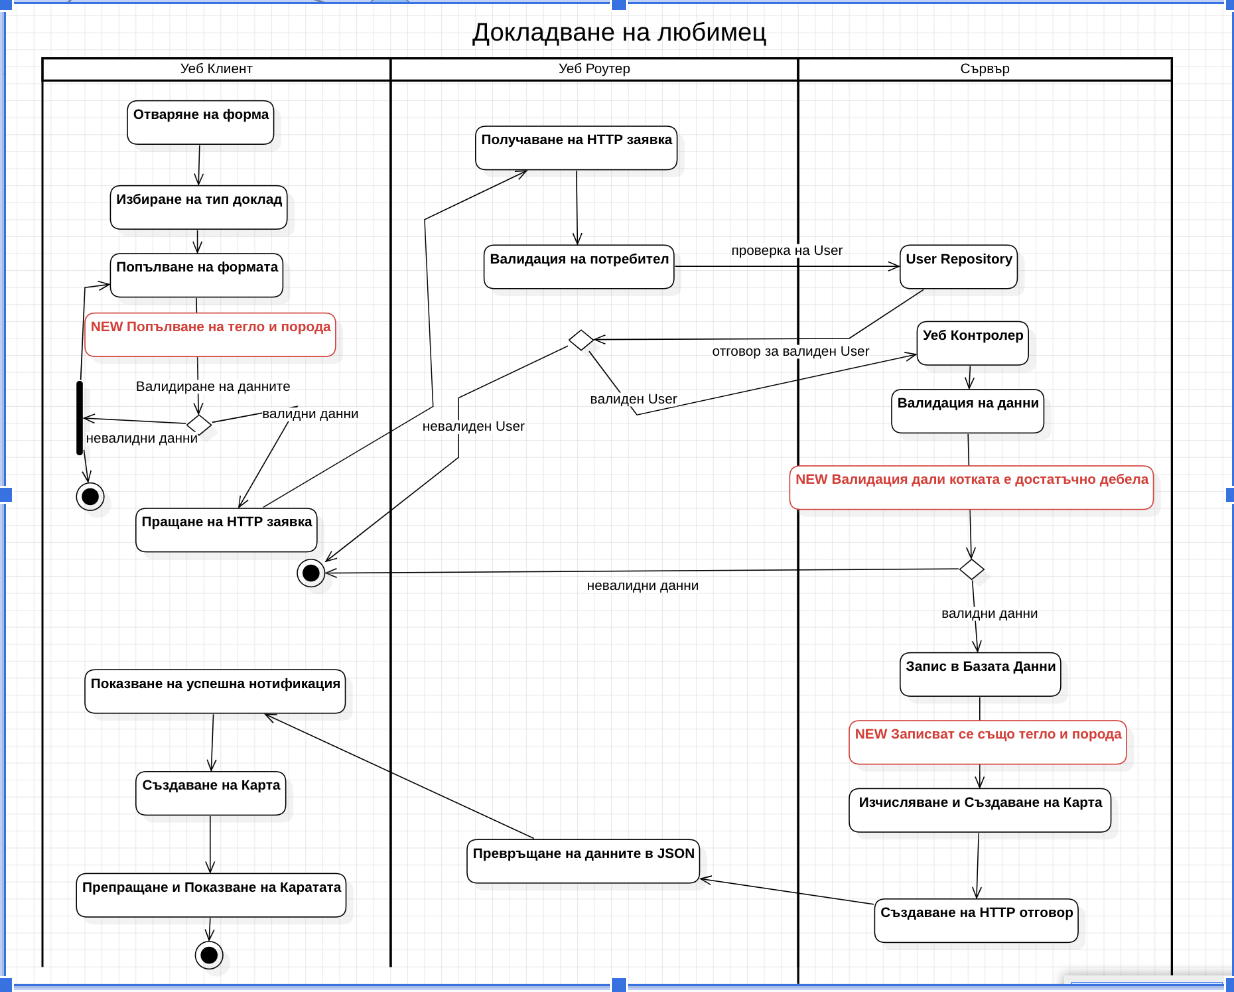 Докладване на любимец
Уеб Клиент
Уеб Роутер
Сървър
Отваряне на форма
Избиране на тип доклад
Попълване на формата
NEW Попълване на тегло и порода
Валидиране на данните
валидни данни
невалидни данни
Пращане на HTTP заявка
Показване на успешна нотификация
Създаване на Карта
Препращане и Показване на Каратата
Получаване на HTTP заявка
Валидация на потребител
проверка на User
отговор за валиден User
валиден User
невалиден User
невалидни данни
Превръщане на данните в JSON
User Repository
Уеб Контролер
Валидация на данни
NEW Валидация дали котката е достатъчно дебела
валидни данни
Запис в Базата Данни
NEW Записват се също тегло и порода
Изчисляване и Създаване на Карта
Създаване на HTTP отговор